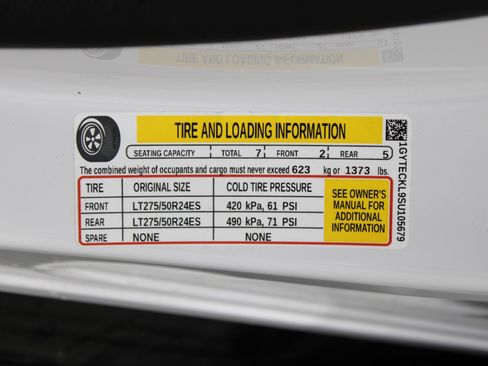 TIRE AND LOADING INFORMATION
SEATING CAPACITY TOTAL 7 FRONT 2 REAR 5
The combined weight of occupants and cargo must never exceed 623 kg or 1373 lbs.
TIRE ORIGINAL SIZE COLD TIRE PRESSURE
FRONT LT275/50R24ES 420 kPa, 61 PSI
REAR LT275/50R24ES 490 kPa, 71 PSI
SPARE NONE NONE
SEE OWNER'S
MANUAL FOR
ADDITIONAL
INFORMATION
1GYTECKL9SU105679